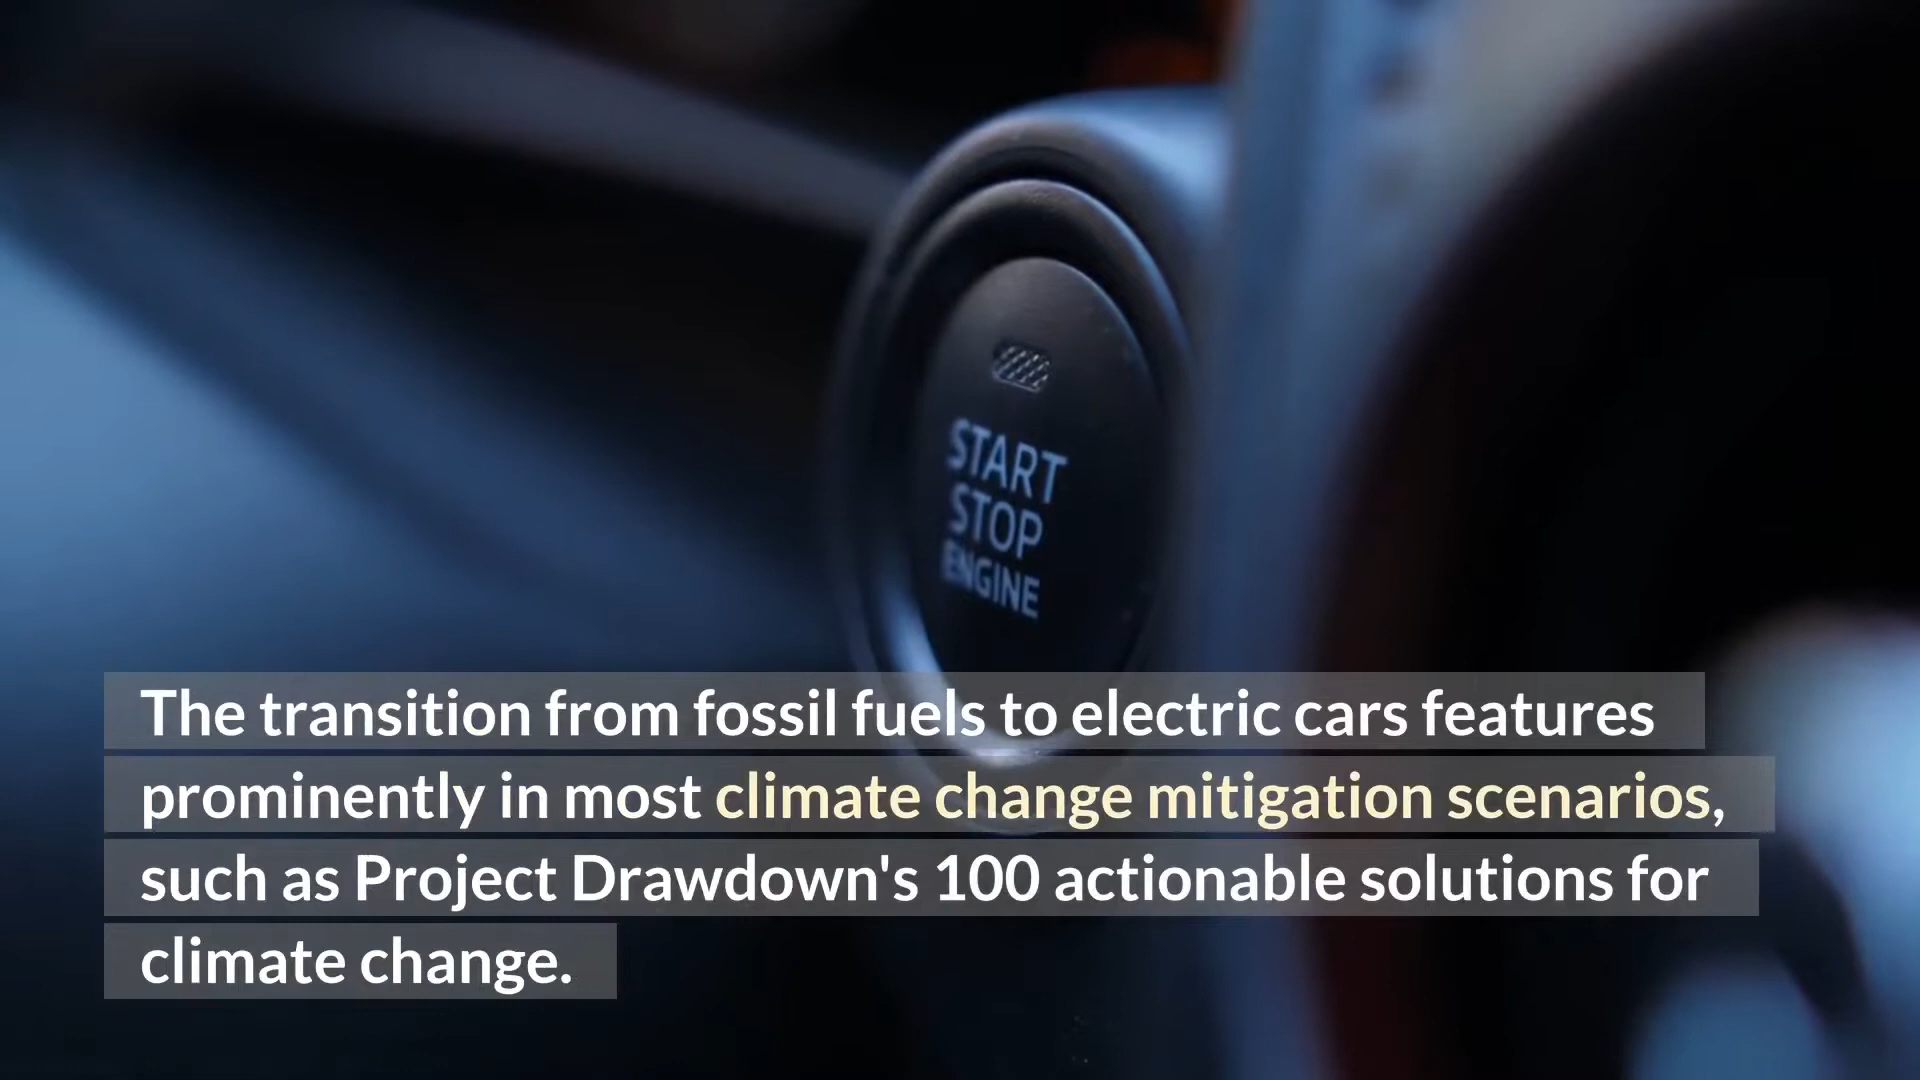 START
STOP
ENGINE
The transition from fossil fuels to electric cars features
prominently in most climate change mitigation scenarios,
such as Project Drawdown's 100 actionable solutions for
climate change.